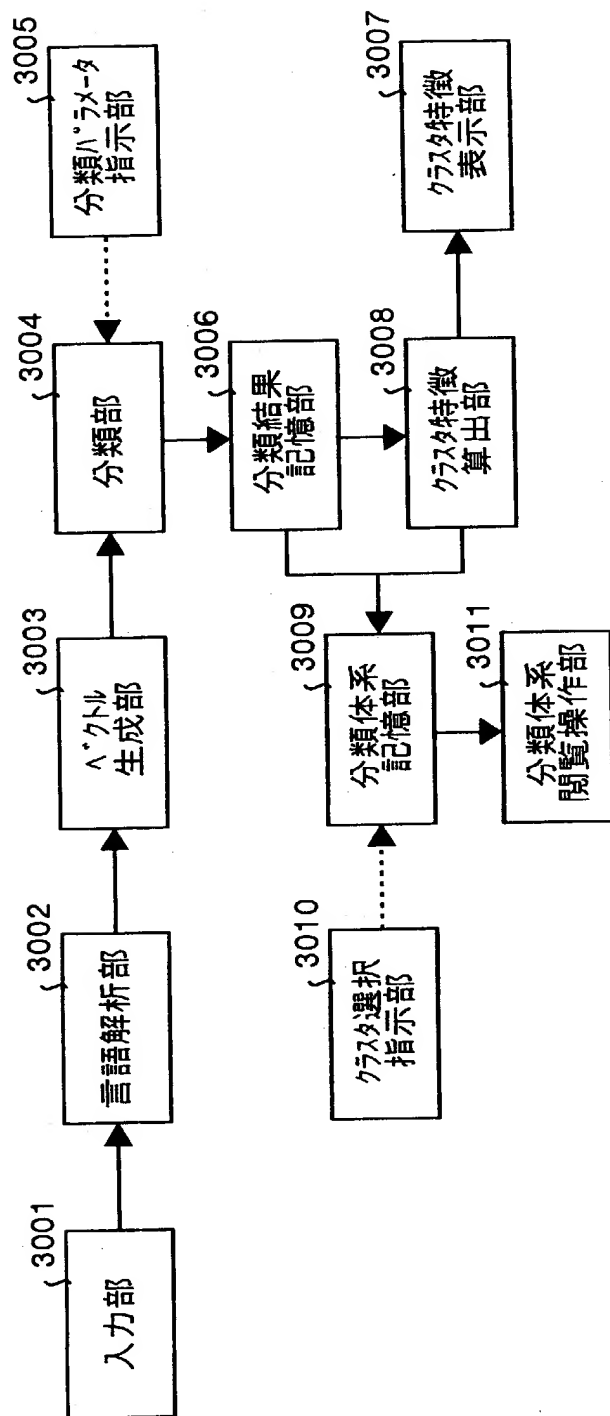 3001
入力部
3002
言語解析部
3003
ベクトル
生成部
3004
分類部
3005
分類パラメータ
指示部
3006
分類結果
記憶部
3008
クラスタ特徴
算出部
3007
クラスタ特徴
表示部
3010
クラスタ選択
指示部
3009
分類体系
記憶部
3011
分類体系
閲覧操作部